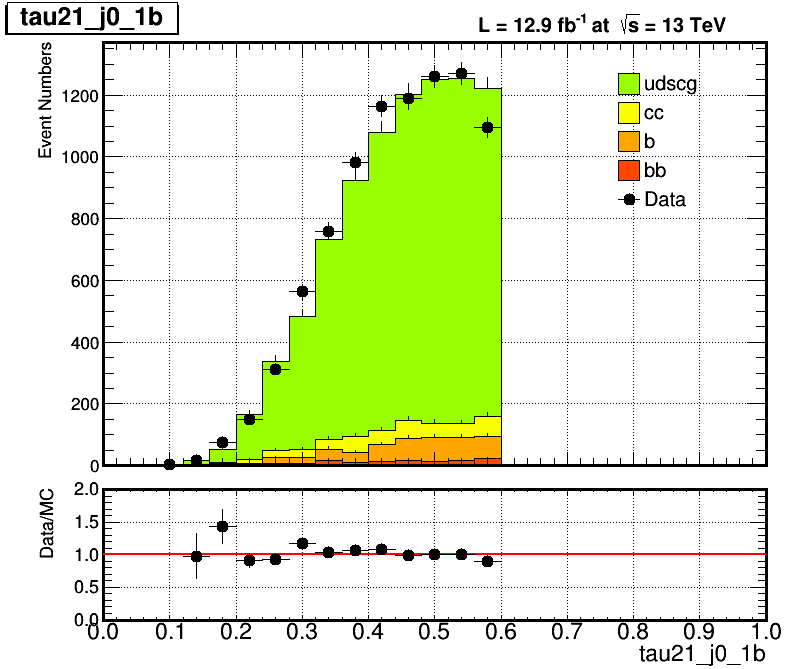 tau21_j0_1b
L = 12.9 fb⁻¹ at √s = 13 TeV
Event Numbers
1200
1000
800
600
400
200
0
udscg
cc
b
bb
Data
Data/MC
2.0
1.5
1.0
0.5
0.0
0.0 0.1 0.2 0.3 0.4 0.5 0.6 0.7 0.8 0.9 1.0
tau21_j0_1b